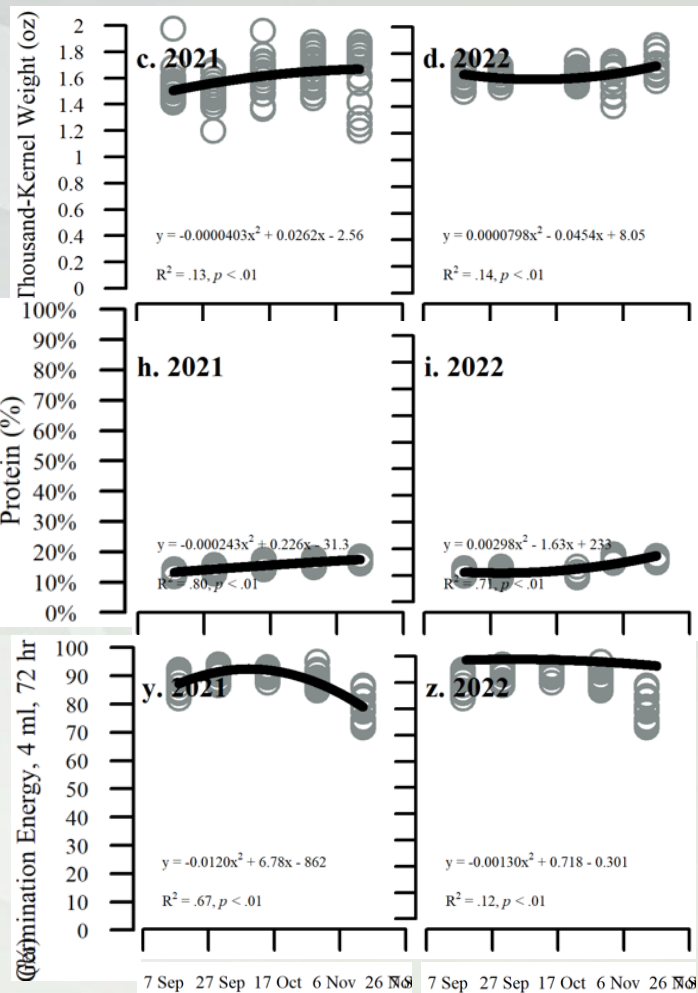 Thousand-Kernel Weight (oz)
2
1.8
1.6
1.4
1.2
1
0.8
0.6
0.4
0.2
0
c. 2021
y = -0.0000403x² + 0.0262x - 2.56
R² = .13, p < .01
d. 2022
y = 0.0000798x² - 0.0454x + 8.05
R² = .14, p < .01
Protein (%)
100%
90%
80%
70%
60%
50%
40%
30%
20%
10%
0%
h. 2021
y = -0.000243x² + 0.226x - 31.3
R² = .80, p < .01
i. 2022
y = 0.00298x² - 1.63x + 233
R² = .71, p < .01
Germination Energy, 4 ml, 72 hr
(%)
100
90
80
70
60
50
40
30
20
10
0
y. 2021
y = -0.0120x² + 6.78x - 862
R² = .67, p < .01
z. 2022
y = -0.00130x² + 0.718 - 0.301
R² = .12, p < .01
7 Sep 27 Sep 17 Oct 6 Nov 26 Nov
7 Sep 27 Sep 17 Oct 6 Nov 26 Nov